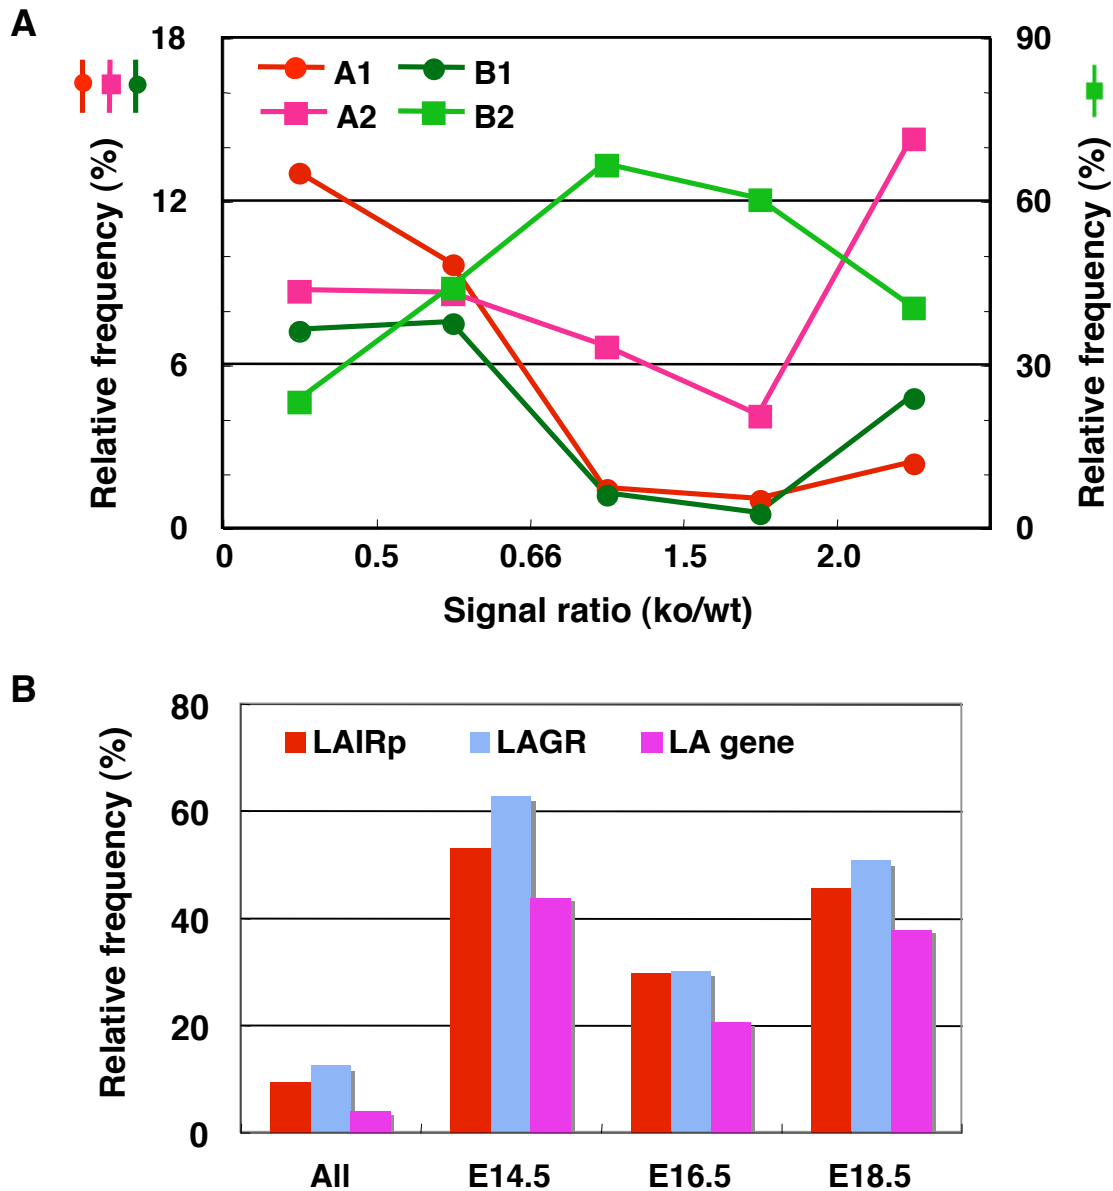 A
18
90
A1
B1
A2
B2
12
60
6
30
0
0
Relative frequency (%)
Relative frequency (%)
0
0.5
0.66
1.5
2.0
Signal ratio (ko/wt)
B
80
LAIRp
LAGR
LA gene
60
40
20
0
Relative frequency (%)
All
E14.5
E16.5
E18.5